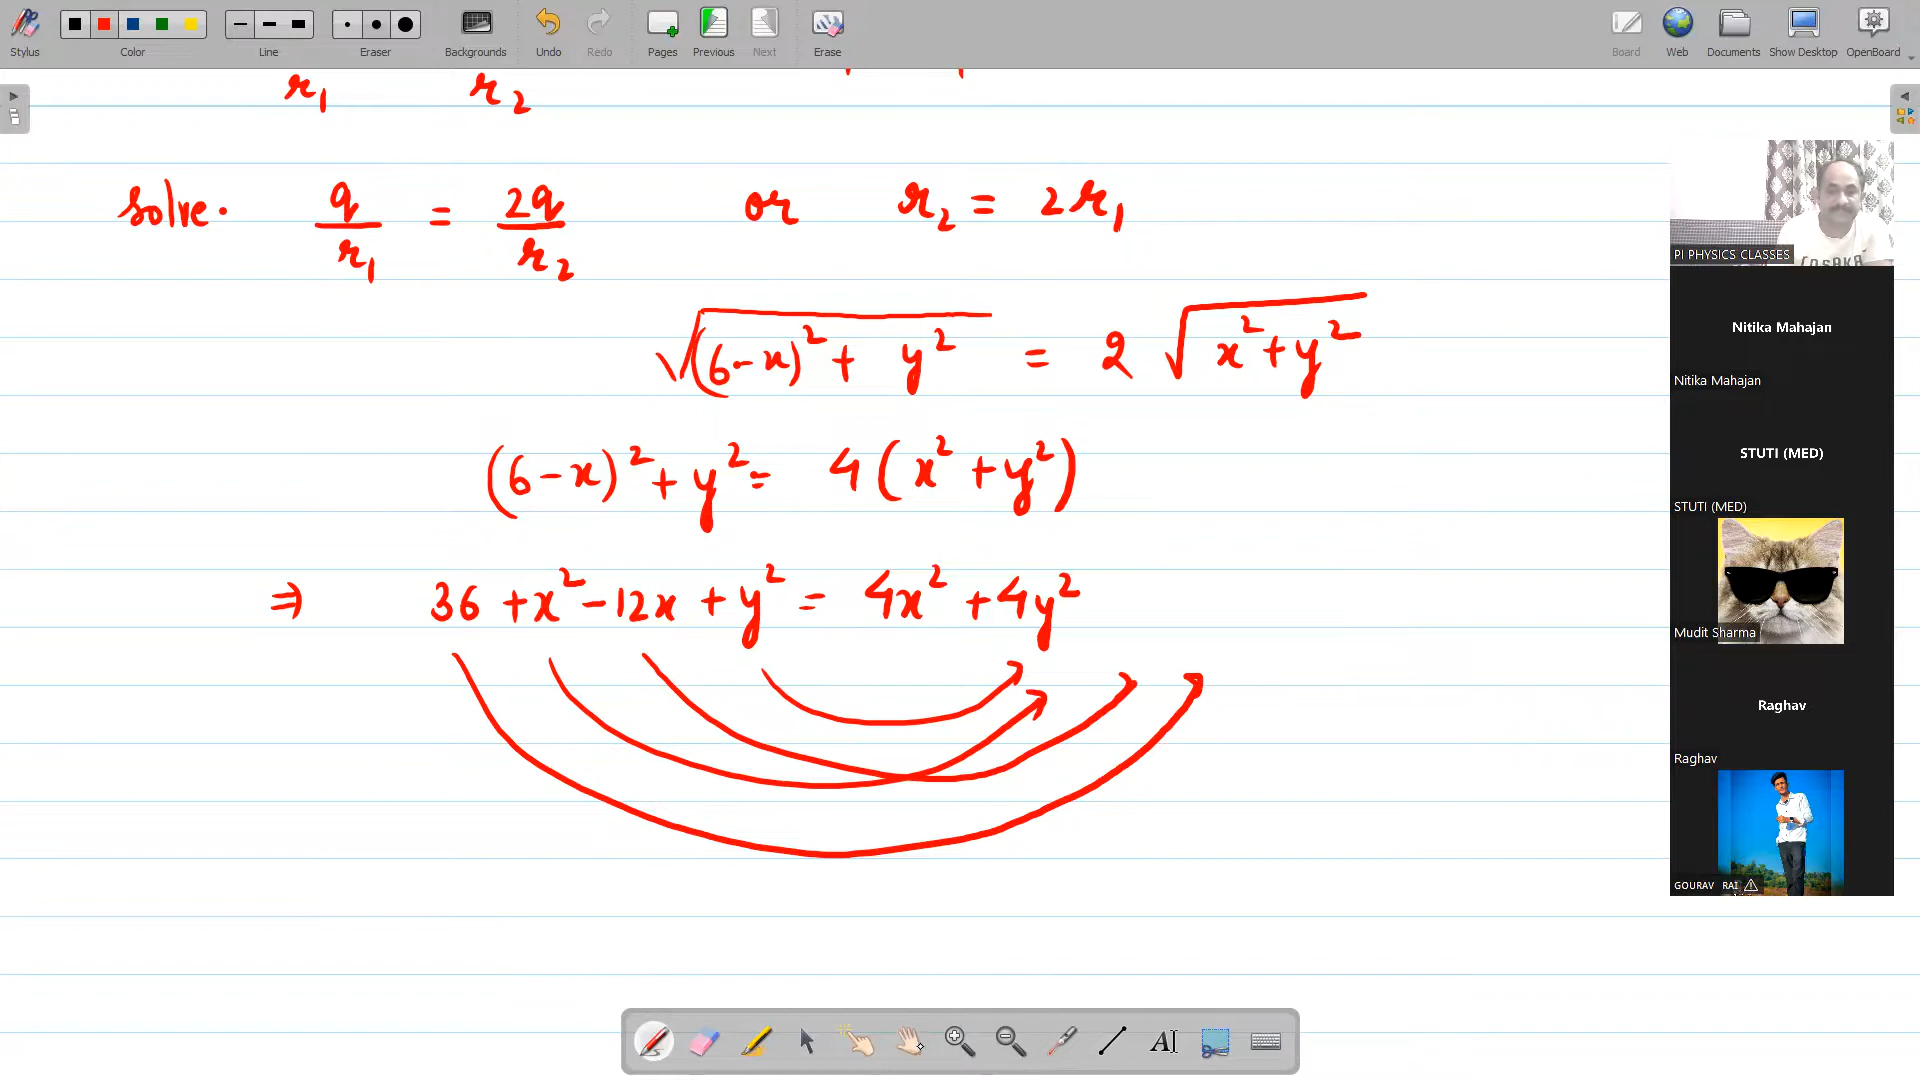 Stylus Color Line Eraser Backgrounds Undo Redo Pages Previous Next Erase Board Web Documents Show Desktop OpenBoard
r₁ r₂
solve. q/r₁ = 2q/r₂ or r₂ = 2r₁
√((6-x)² + y²) = 2 √(x²+y²)
(6-x)² + y² = 4(x² + y²)
⇒ 36 + x² - 12x + y² = 4x² + 4y²
PI PHYSICS CLASSES
OSAKA
Nitika Mahajan
Nitika Mahajan
STUTI (MED)
STUTI (MED)
Mudit Sharma
Raghav
Raghav
GOURAV RAI